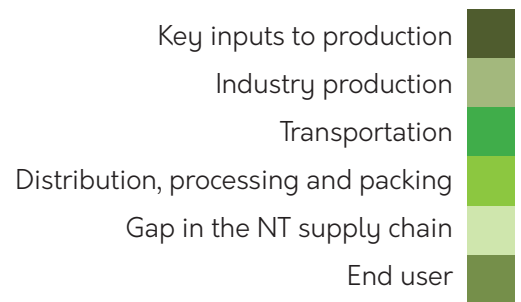 Key inputs to production
Industry production
Transportation
Distribution, processing and packing
Gap in the NT supply chain
End user